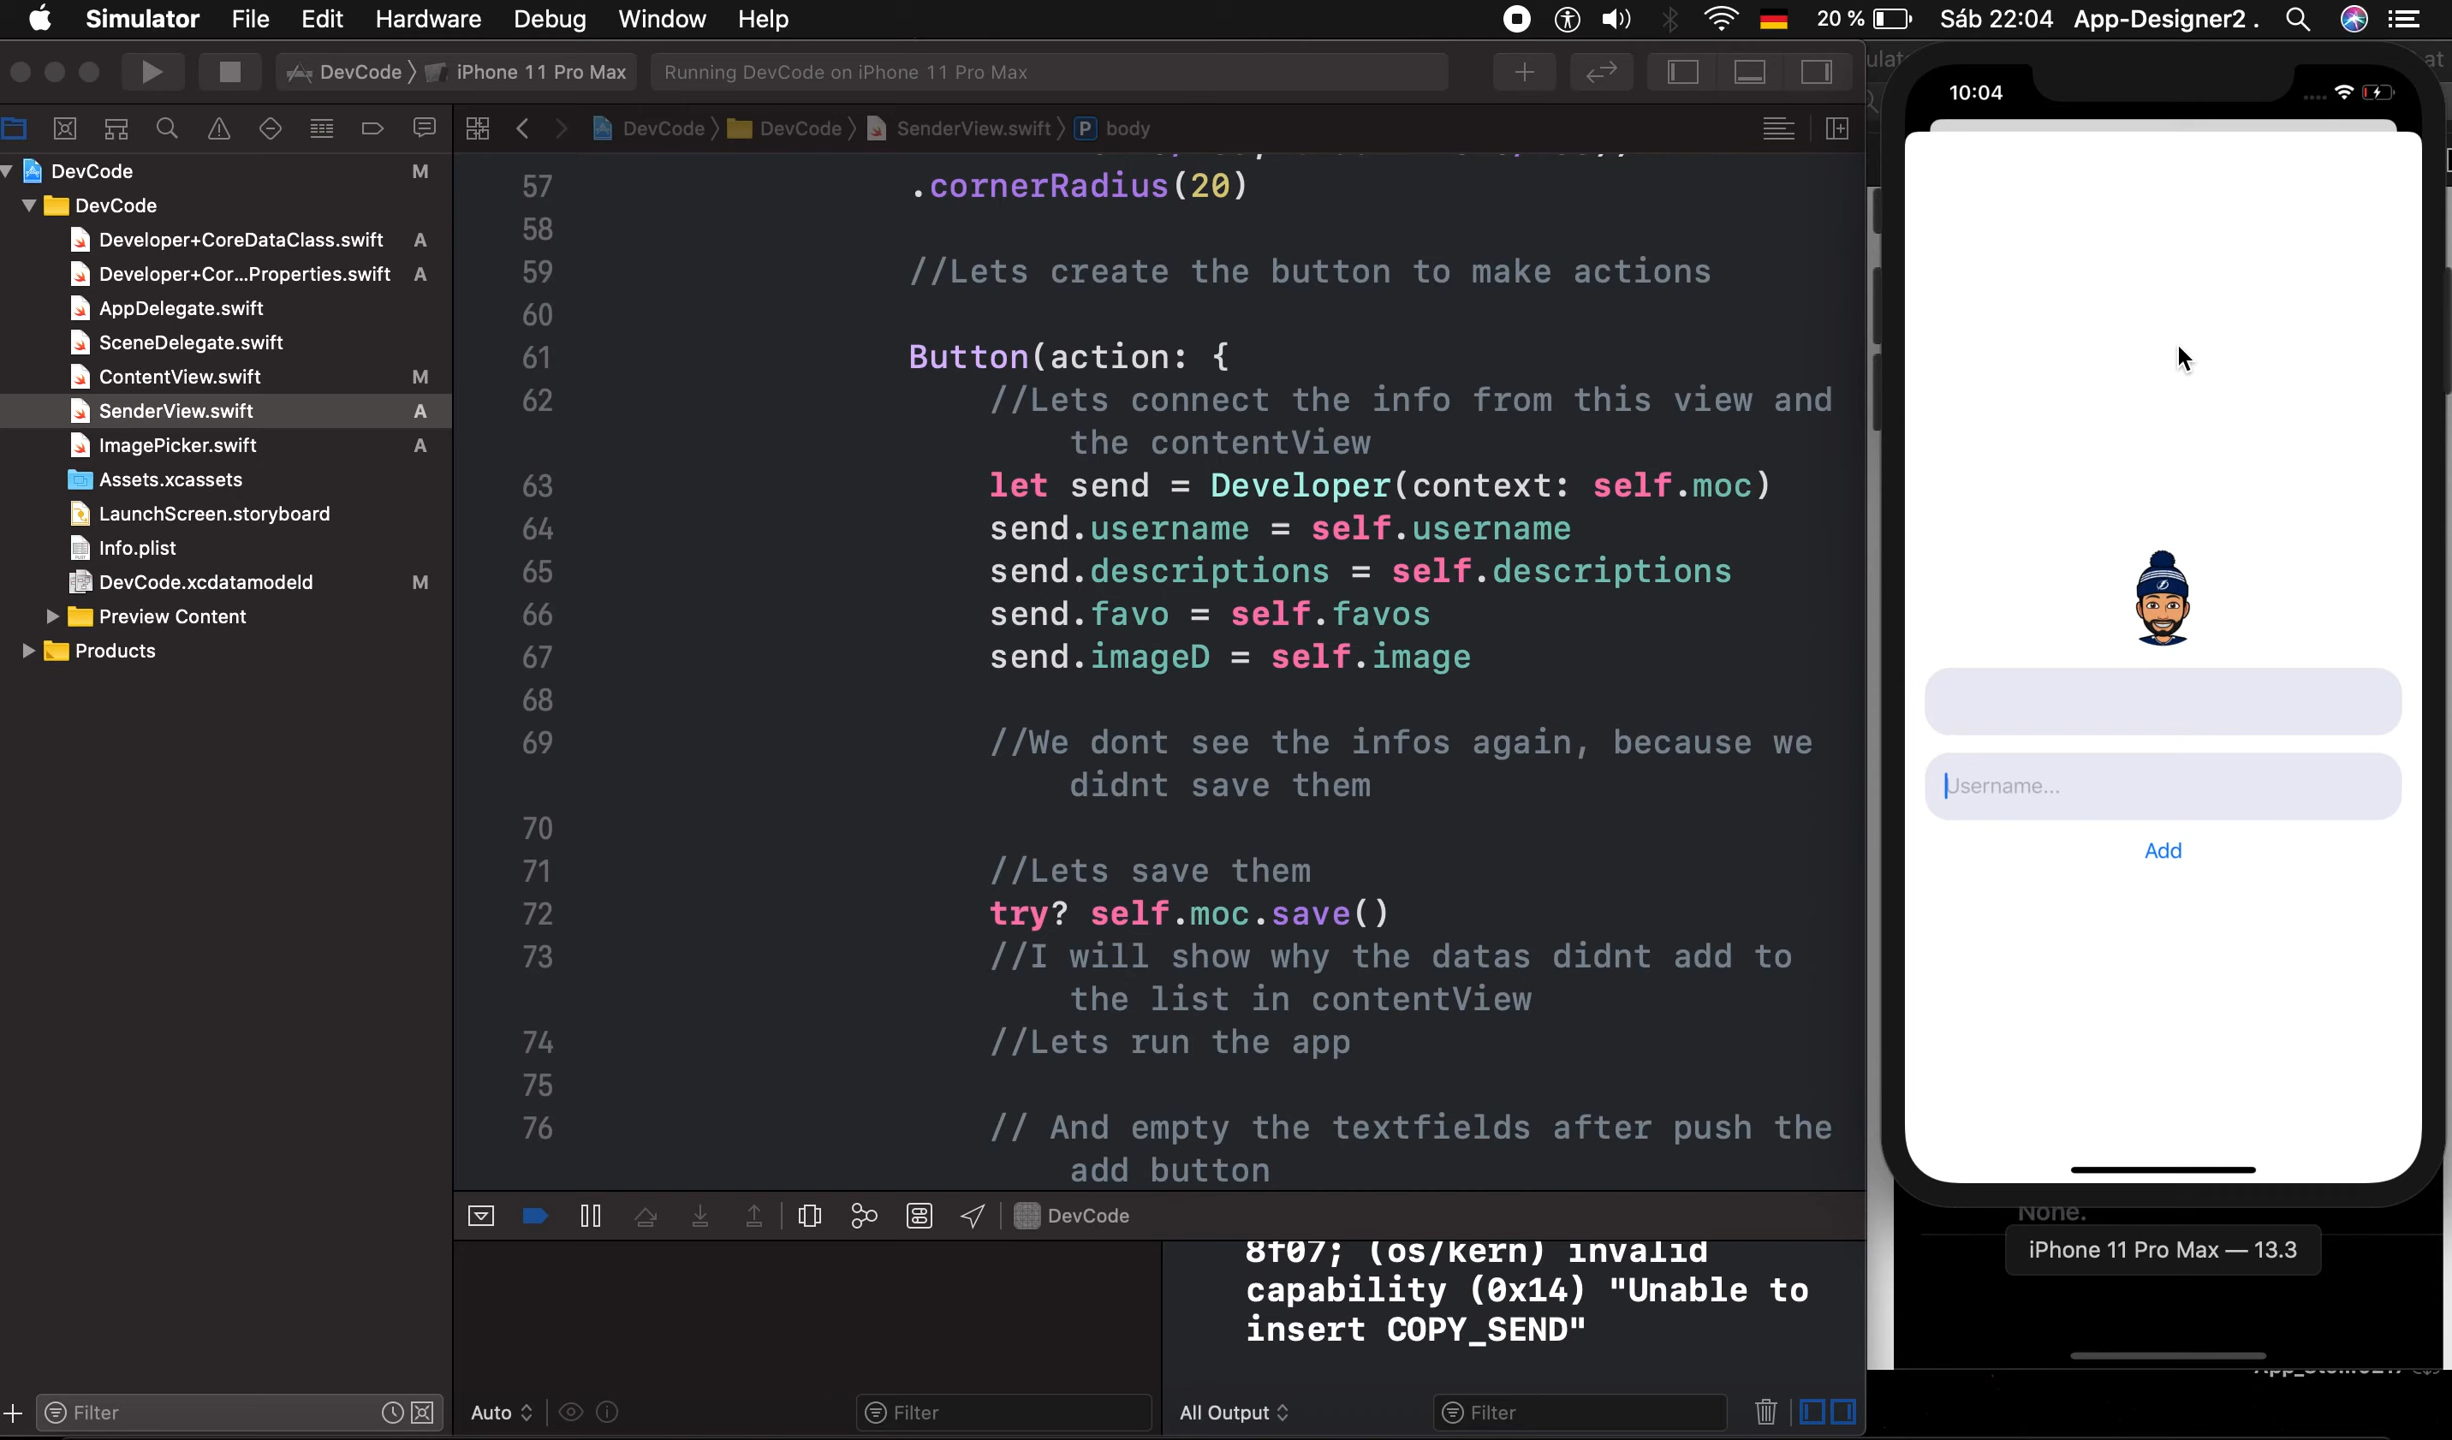 Simulator File Edit Hardware Debug Window Help 20 % Sáb 22:04 App-Designer2 .
DevCode iPhone 11 Pro Max Running DevCode on iPhone 11 Pro Max
DevCode DevCode SenderView.swift P body
DevCode M
DevCode
Developer+CoreDataClass.swift A
Developer+Cor...Properties.swift A
AppDelegate.swift
SceneDelegate.swift
ContentView.swift M
SenderView.swift A
ImagePicker.swift A
Assets.xcassets
LaunchScreen.storyboard
Info.plist
DevCode.xcdatamodeld M
Preview Content
Products
Filter
57 .cornerRadius(20)
58
59 //Lets create the button to make actions
60
61 Button(action: {
62 //Lets connect the info from this view and
the contentView
63 let send = Developer(context: self.moc)
64 send.username = self.username
65 send.descriptions = self.descriptions
66 send.favo = self.favos
67 send.imageD = self.image
68
69 //We dont see the infos again, because we
didnt save them
70
71 //Lets save them
72 try? self.moc.save()
73 //I will show why the datas didnt add to
the list in contentView
74 //Lets run the app
75
76 // And empty the textfields after push the
add button
DevCode
8f07; (os/kern) invalid
capability (0x14) "Unable to
insert COPY_SEND"
Auto Filter All Output Filter
10:04
Username...
Add
None.
iPhone 11 Pro Max — 13.3